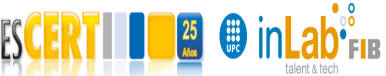 ESCERT
25
Años
UPC
inLab FIB
talent & tech